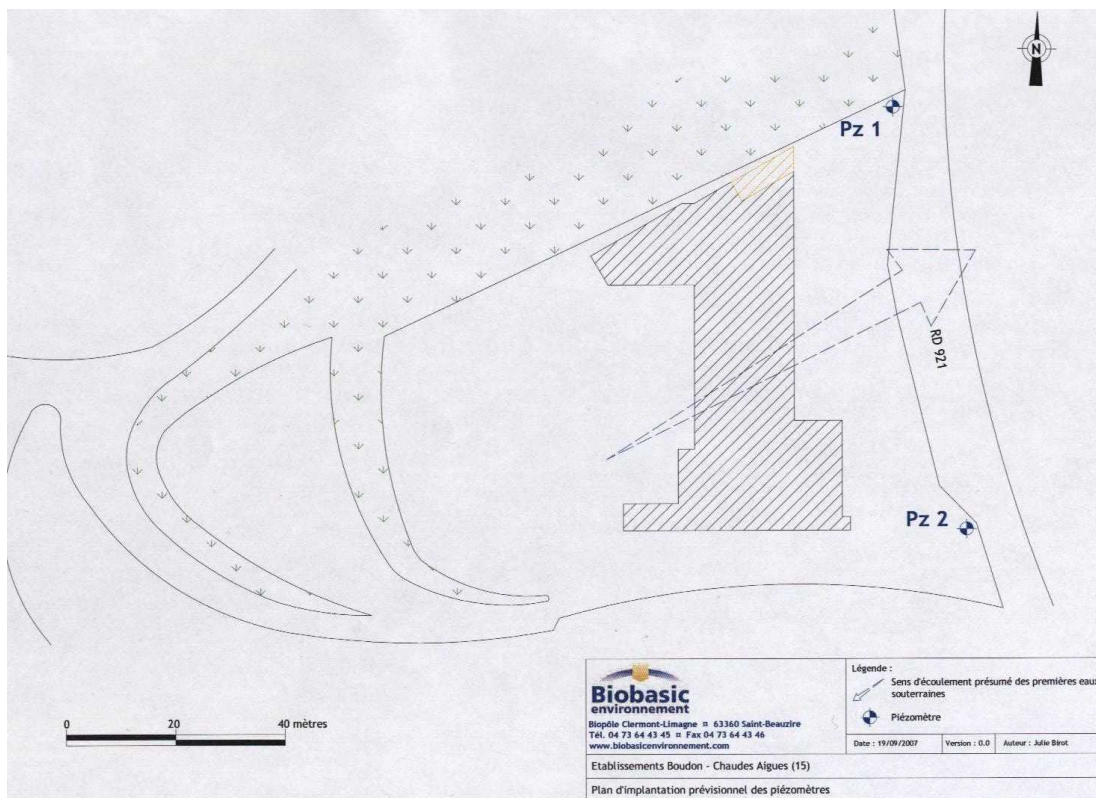 N
Pz 1
RD 921
Pz 2
0 20 40 mètres
Biobasic
environnement
Biopôle Clermont-Limagne ¤ 63360 Saint-Beauzire
Tél. 04 73 64 43 45 ¤ Fax 04 73 64 43 46
www.biobasicenvironnement.com
Légende :
Sens d'écoulement présumé des premières eaux
souterraines
Piézomètre
Date : 19/09/2007 Version : 0.0 Auteur : Julie Birot
Etablissements Boudon - Chaudes Aigues (15)
Plan d'implantation prévisionnel des piézomètres